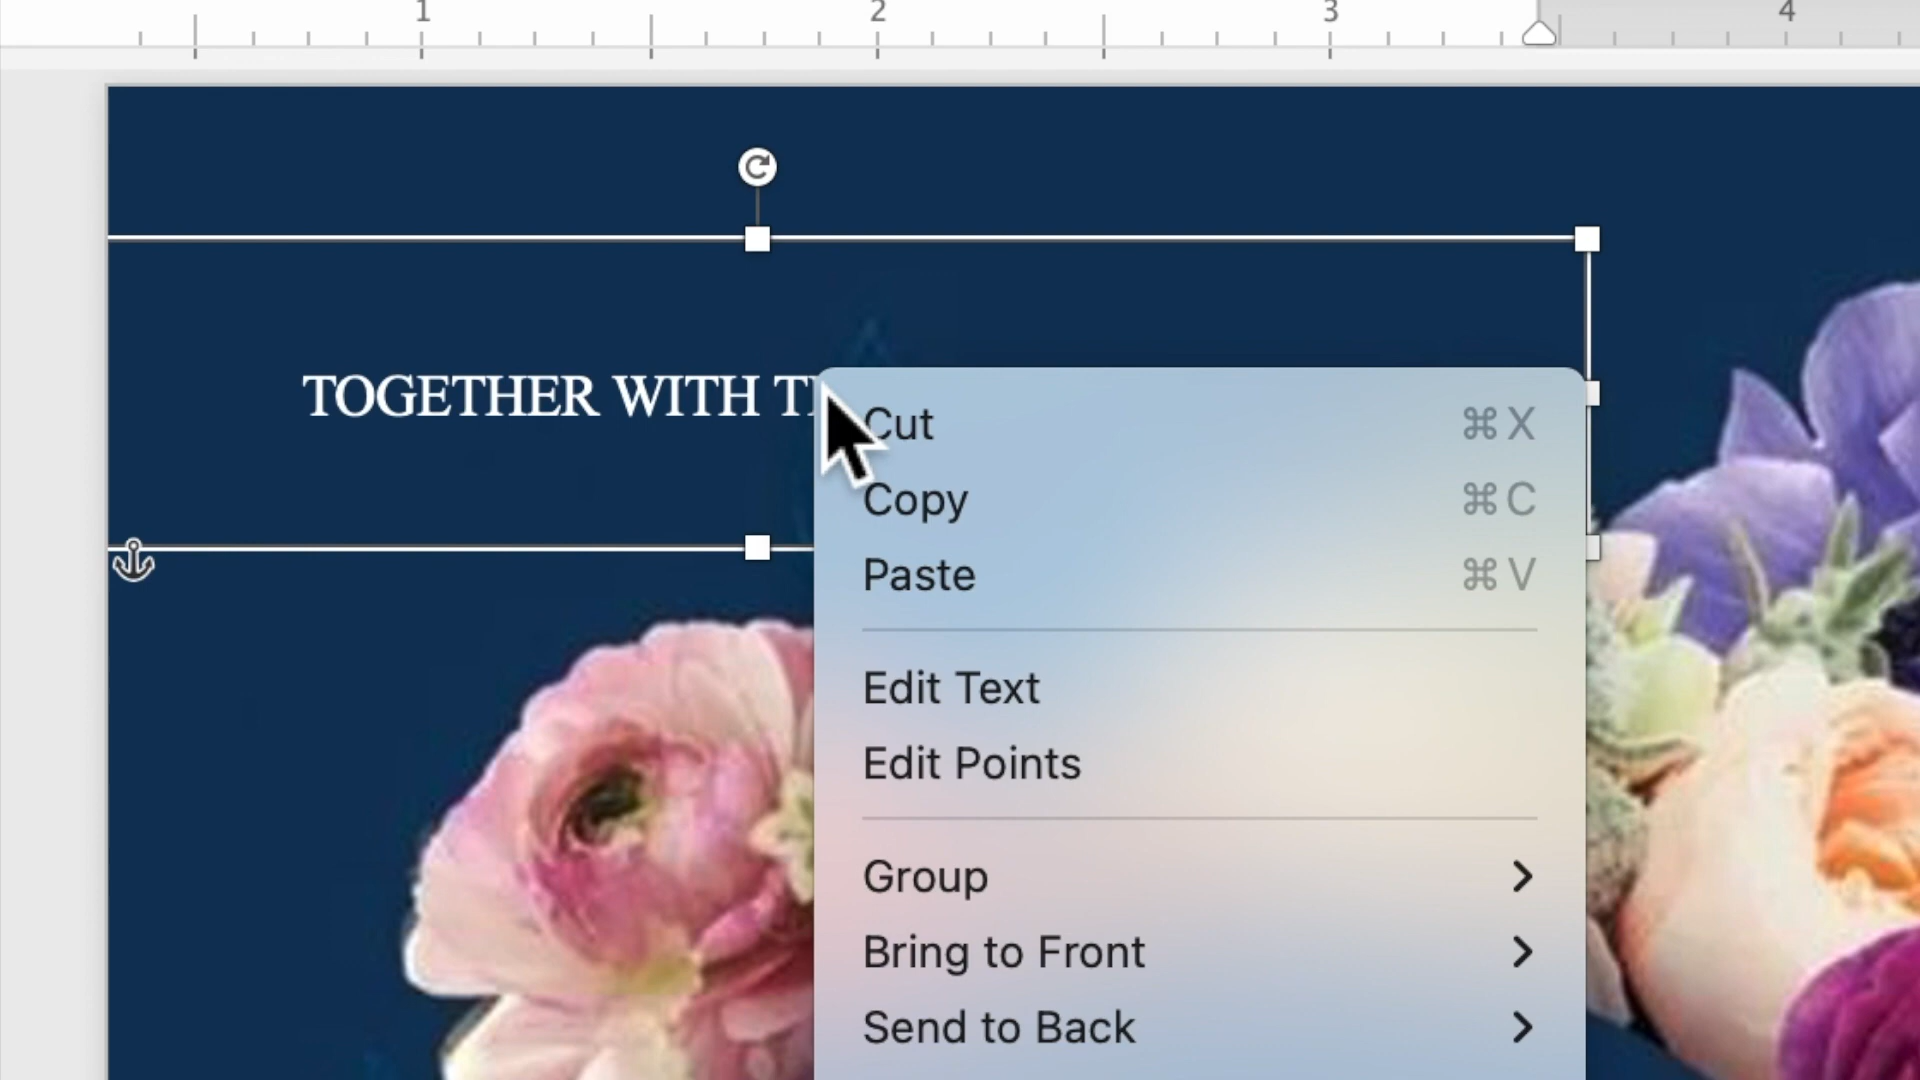 1 2 3 4
TOGETHER WITH
Cut ⌘X
Copy ⌘C
Paste ⌘V
Edit Text
Edit Points
Group
Bring to Front
Send to Back